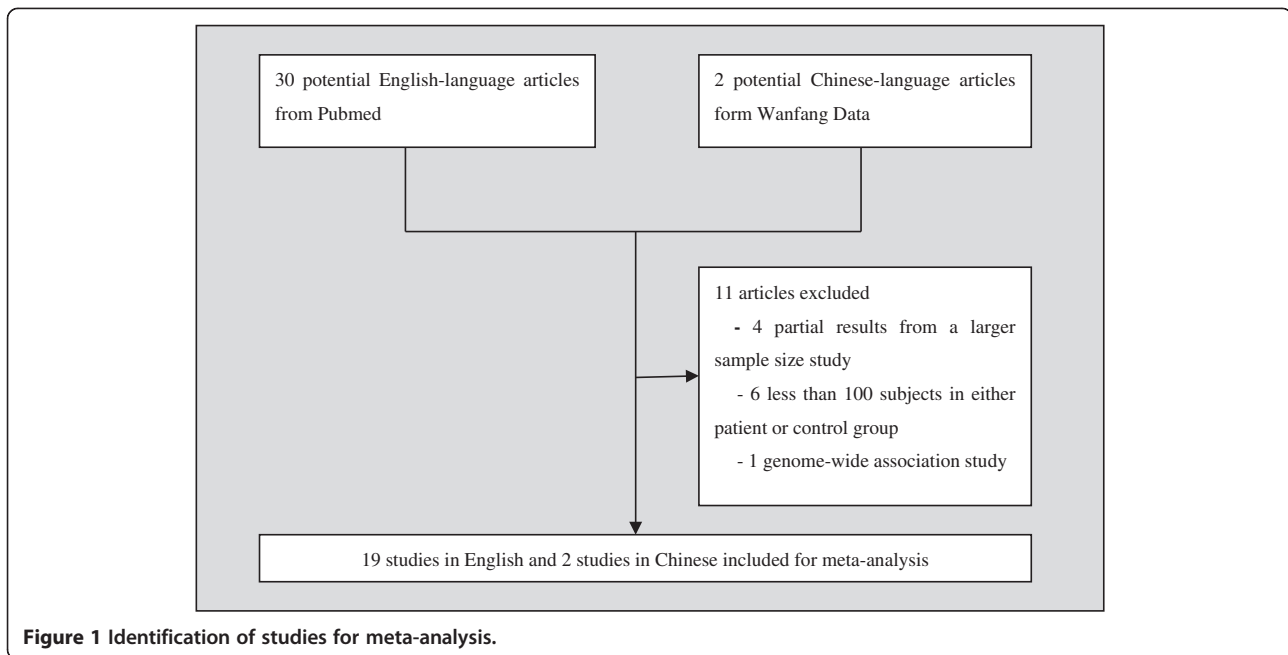 30 potential English-language articles
from Pubmed
2 potential Chinese-language articles
form Wanfang Data
11 articles excluded
- 4 partial results from a larger
sample size study
- 6 less than 100 subjects in either
patient or control group
- 1 genome-wide association study
19 studies in English and 2 studies in Chinese included for meta-analysis
Figure 1 Identification of studies for meta-analysis.